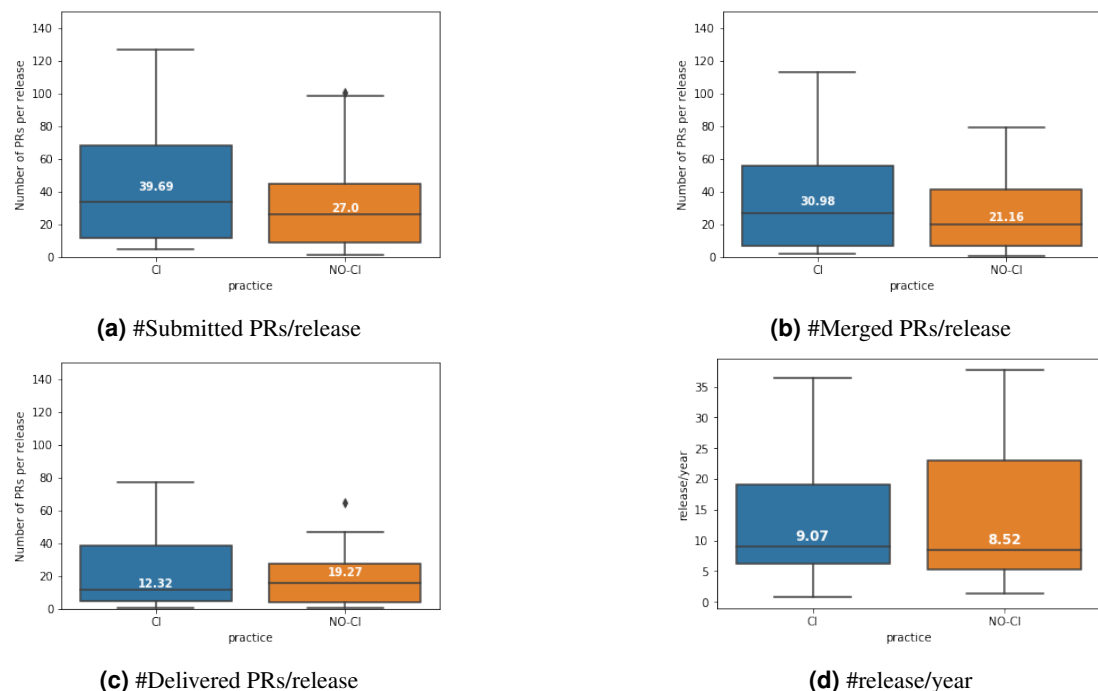 140
120
100
80
60
40
20
0
Number of PRs per release
39.69
27.0
CI
NO-CI
practice
(a) #Submitted PRs/release
140
120
100
80
60
40
20
0
Number of PRs per release
30.98
21.16
CI
NO-CI
practice
(b) #Merged PRs/release
140
120
100
80
60
40
20
0
Number of PRs per release
12.32
19.27
CI
NO-CI
practice
(c) #Delivered PRs/release
35
30
25
20
15
10
5
0
release/year
9.07
8.52
CI
NO-CI
practice
(d) #release/year